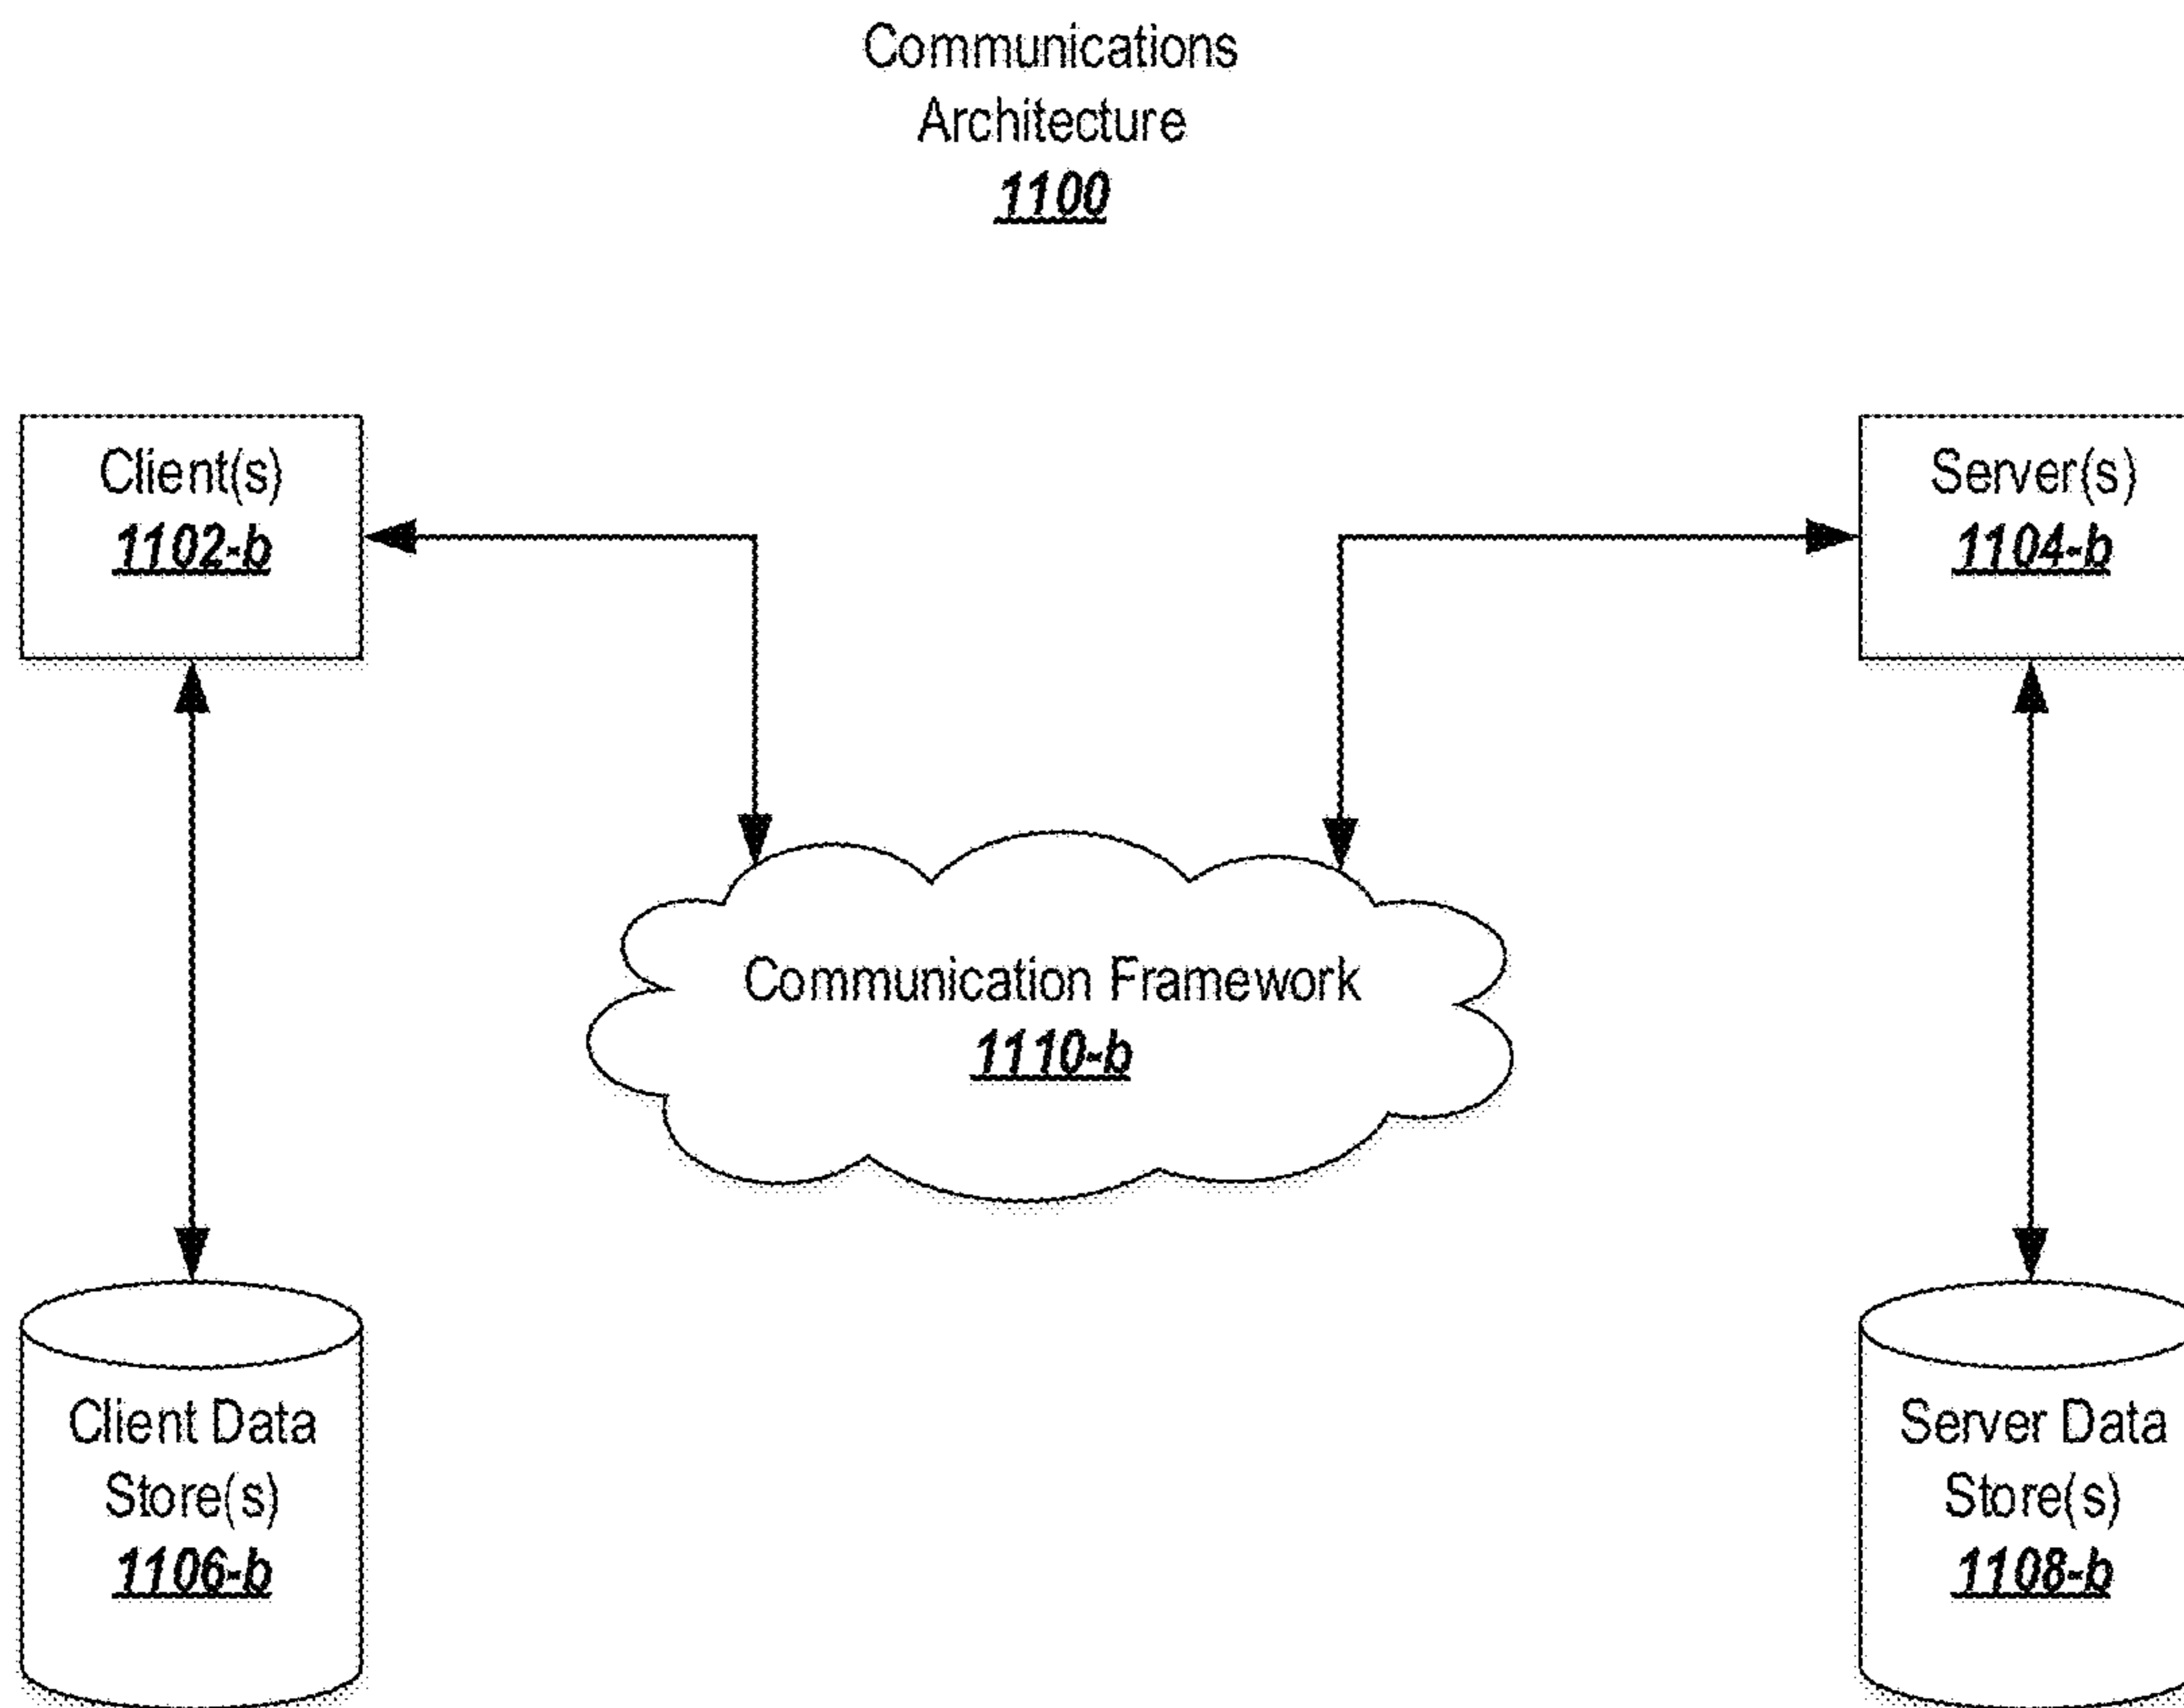 Communications
Architecture
1100
Client(s)
1102-b
Server(s)
1104-b
Communication Framework
1110-b
Client Data
Store(s)
1106-b
Server Data
Store(s)
1108-b